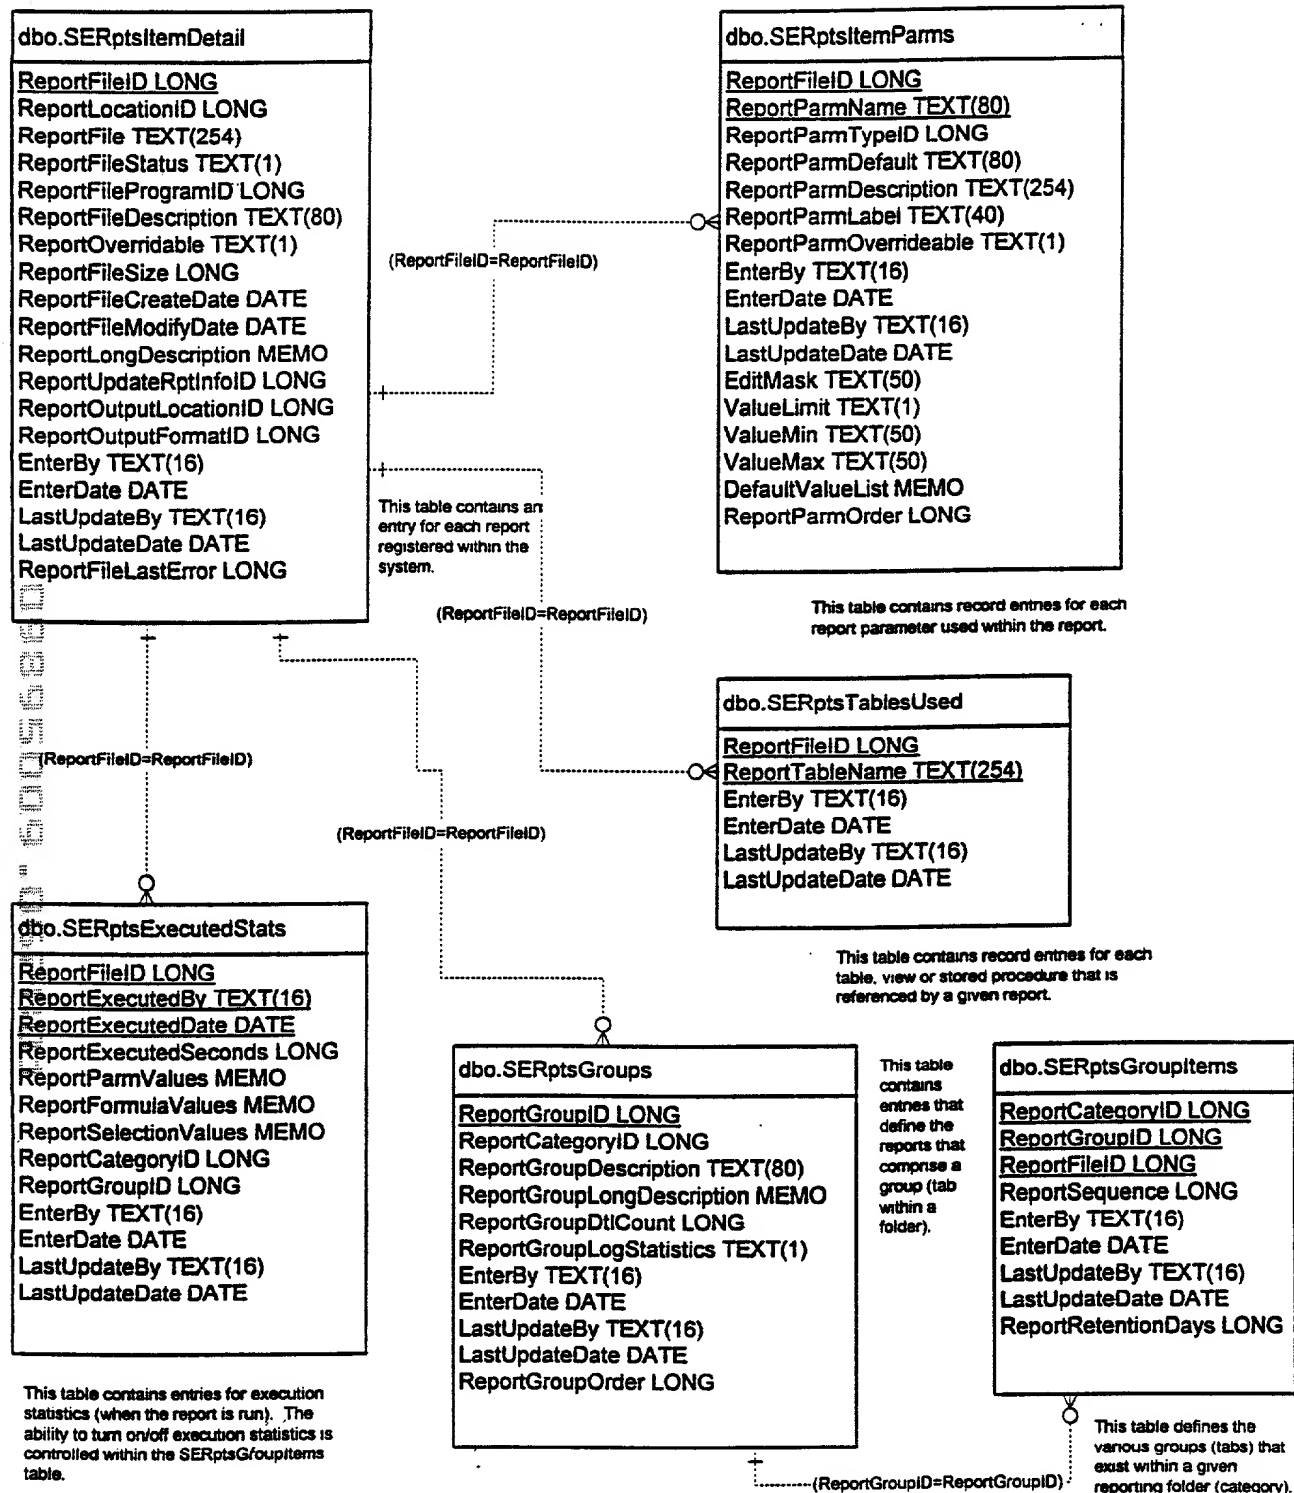 dbo.SERptsItemDetail
ReportFileID LONG
ReportLocationID LONG
ReportFile TEXT(254)
ReportFileStatus TEXT(1)
ReportFileProgramID LONG
ReportFileDescription TEXT(80)
ReportOverridable TEXT(1)
ReportFileSize LONG
ReportFileCreateDate DATE
ReportFileModifyDate DATE
ReportLongDescription MEMO
ReportUpdateRptInfoID LONG
ReportOutputLocationID LONG
ReportOutputFormatID LONG
EnterBy TEXT(16)
EnterDate DATE
LastUpdateBy TEXT(16)
LastUpdateDate DATE
ReportFileLastError LONG
dbo.SERptsItemParms
ReportFileID LONG
ReportParmName TEXT(80)
ReportParmTypeID LONG
ReportParmDefault TEXT(80)
ReportParmDescription TEXT(254)
ReportParmLabel TEXT(40)
ReportParmOverrideable TEXT(1)
EnterBy TEXT(16)
EnterDate DATE
LastUpdateBy TEXT(16)
LastUpdateDate DATE
EditMask TEXT(50)
ValueLimit TEXT(1)
ValueMin TEXT(50)
ValueMax TEXT(50)
DefaultValueList MEMO
ReportParmOrder LONG
(ReportFileID=ReportFileID)
This table contains an
entry for each report
registered within the
system.
(ReportFileID=ReportFileID)
This table contains record entries for each
report parameter used within the report.
dbo.SERptsTablesUsed
ReportFileID LONG
ReportTableName TEXT(254)
EnterBy TEXT(16)
EnterDate DATE
LastUpdateBy TEXT(16)
LastUpdateDate DATE
(ReportFileID=ReportFileID)
(ReportFileID=ReportFileID)
This table contains record entries for each
table, view or stored procedure that is
referenced by a given report.
dbo.SERptsExecutedStats
ReportFileID LONG
ReportExecutedBy TEXT(16)
ReportExecutedDate DATE
ReportExecutedSeconds LONG
ReportParmValues MEMO
ReportFormulaValues MEMO
ReportSelectionValues MEMO
ReportCategoryID LONG
ReportGroupID LONG
EnterBy TEXT(16)
EnterDate DATE
LastUpdateBy TEXT(16)
LastUpdateDate DATE
This table contains entries for execution
statistics (when the report is run). The
ability to turn on/off execution statistics is
controlled within the SERptsGroupItems
table.
dbo.SERptsGroups
ReportGroupID LONG
ReportCategoryID LONG
ReportGroupDescription TEXT(80)
ReportGroupLongDescription MEMO
ReportGroupDtlCount LONG
ReportGroupLogStatistics TEXT(1)
EnterBy TEXT(16)
EnterDate DATE
LastUpdateBy TEXT(16)
LastUpdateDate DATE
ReportGroupOrder LONG
This table
contains
entries that
define the
reports that
comprise a
group (tab
within a
folder).
dbo.SERptsGroupItems
ReportCategoryID LONG
ReportGroupID LONG
ReportFileID LONG
ReportSequence LONG
EnterBy TEXT(16)
EnterDate DATE
LastUpdateBy TEXT(16)
LastUpdateDate DATE
ReportRetentionDays LONG
This table defines the
various groups (tabs) that
exist within a given
reporting folder (category).
(ReportGroupID=ReportGroupID)